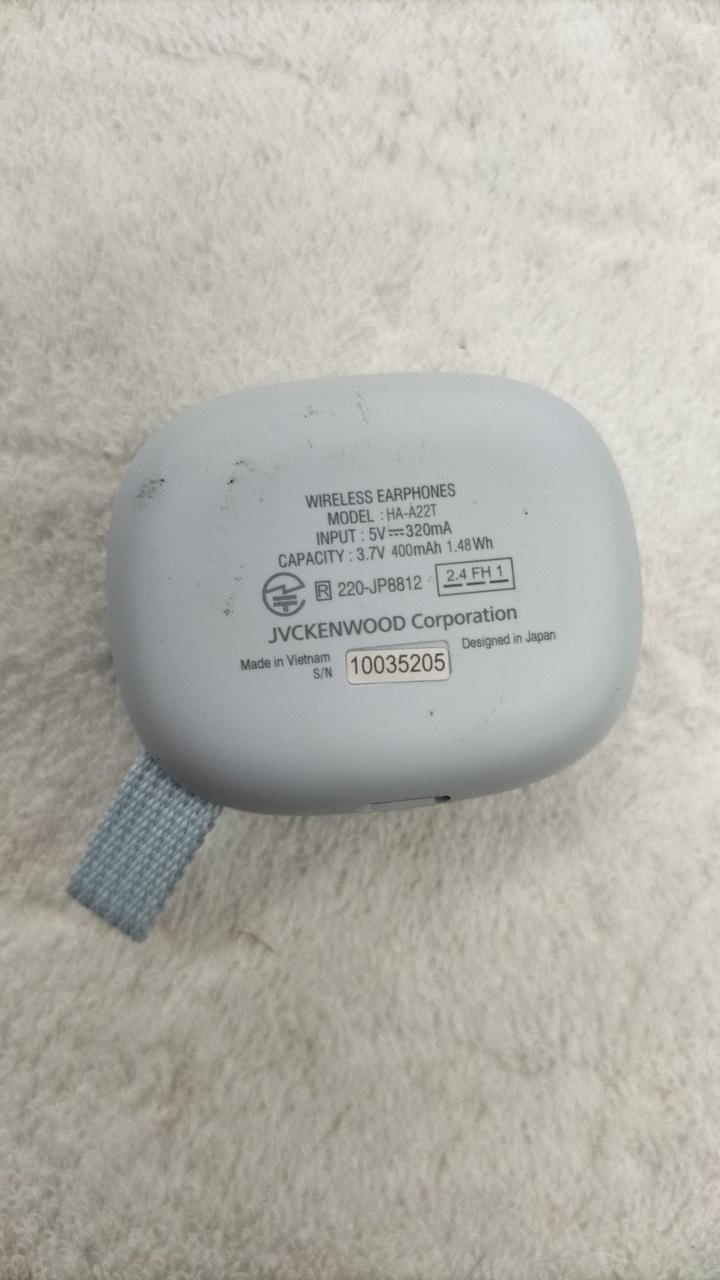 WIRELESS EARPHONES
MODEL : HA-A22T
INPUT : 5V⎓320mA
CAPACITY : 3.7V 400mAh 1.48Wh
R 220-JP8812 2.4 FH 1
JVCKENWOOD Corporation
Made in Vietnam Designed in Japan
S/N 10035205